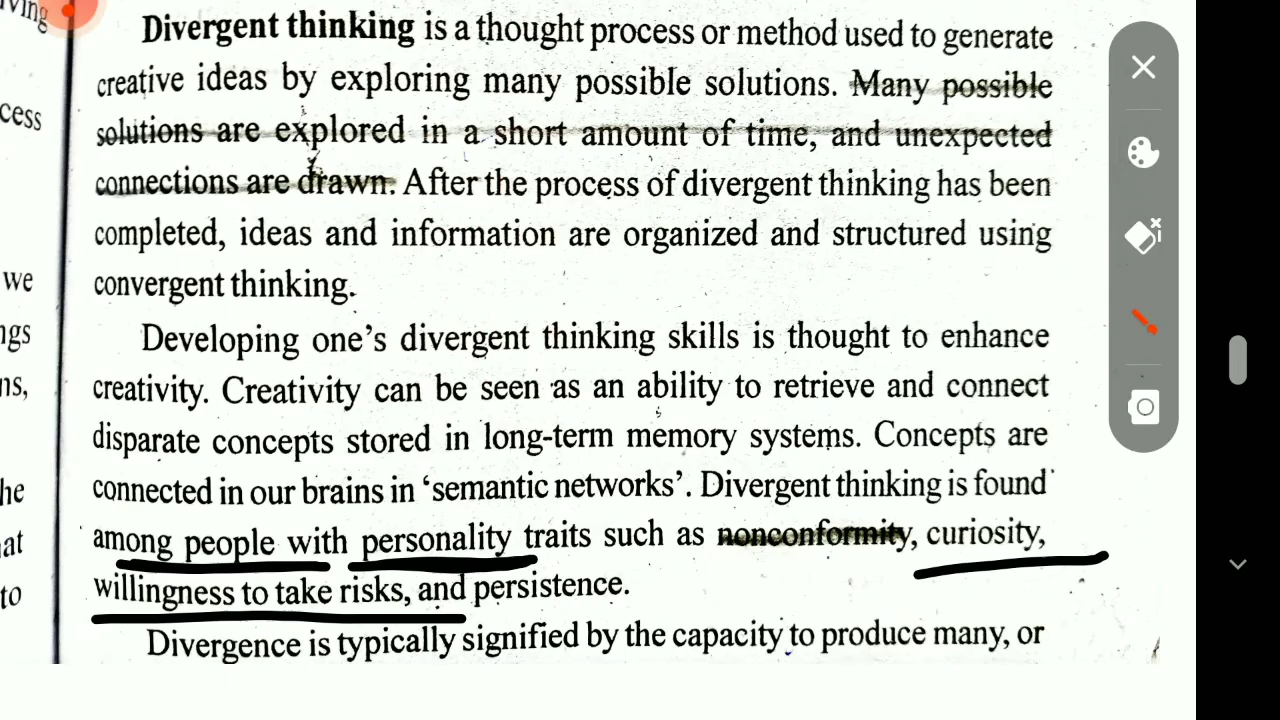 ving
cess
we
ngs
ns,
he
at
to
Divergent thinking is a thought process or method used to generate
creative ideas by exploring many possible solutions. Many possible
solutions are explored in a short amount of time, and unexpected
connections are drawn. After the process of divergent thinking has been
completed, ideas and information are organized and structured using
convergent thinking.
Developing one's divergent thinking skills is thought to enhance
creativity. Creativity can be seen as an ability to retrieve and connect
disparate concepts stored in long-term memory systems. Concepts are
connected in our brains in 'semantic networks'. Divergent thinking is found
among people with personality traits such as nonconformity, curiosity,
willingness to take risks, and persistence.
Divergence is typically signified by the capacity to produce many, or